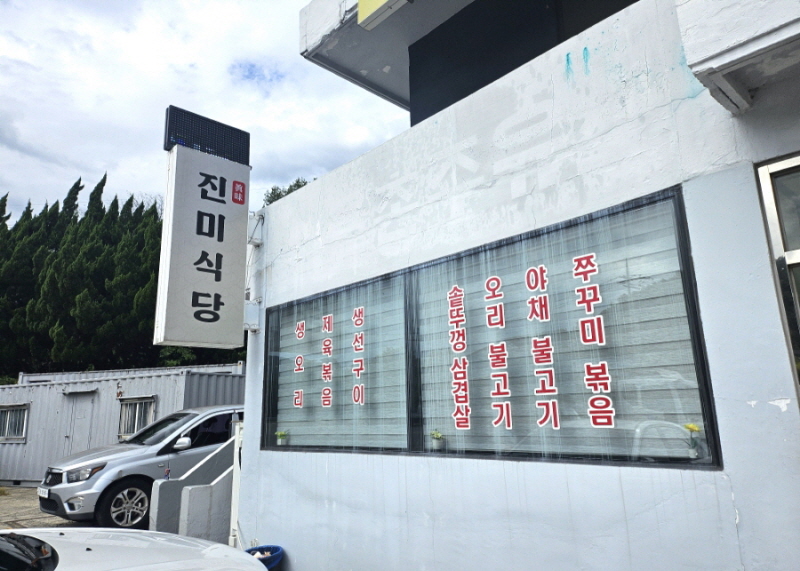 진미식당
眞味
생오리
제육볶음
생선구이
솥뚜껑 삼겹살
오리 불고기
야채 불고기
쭈꾸미 볶음